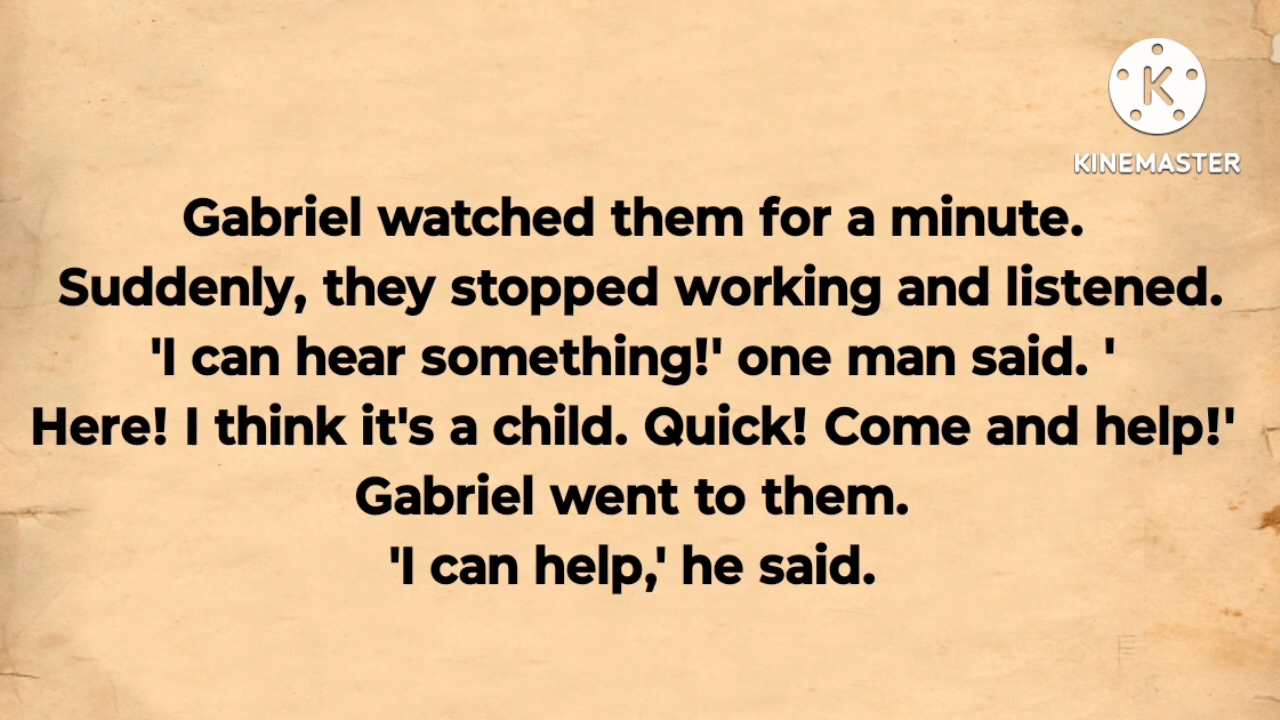 K
KINEMASTER
Gabriel watched them for a minute.
Suddenly, they stopped working and listened.
'I can hear something!' one man said. '
Here! I think it's a child. Quick! Come and help!'
Gabriel went to them.
'I can help,' he said.